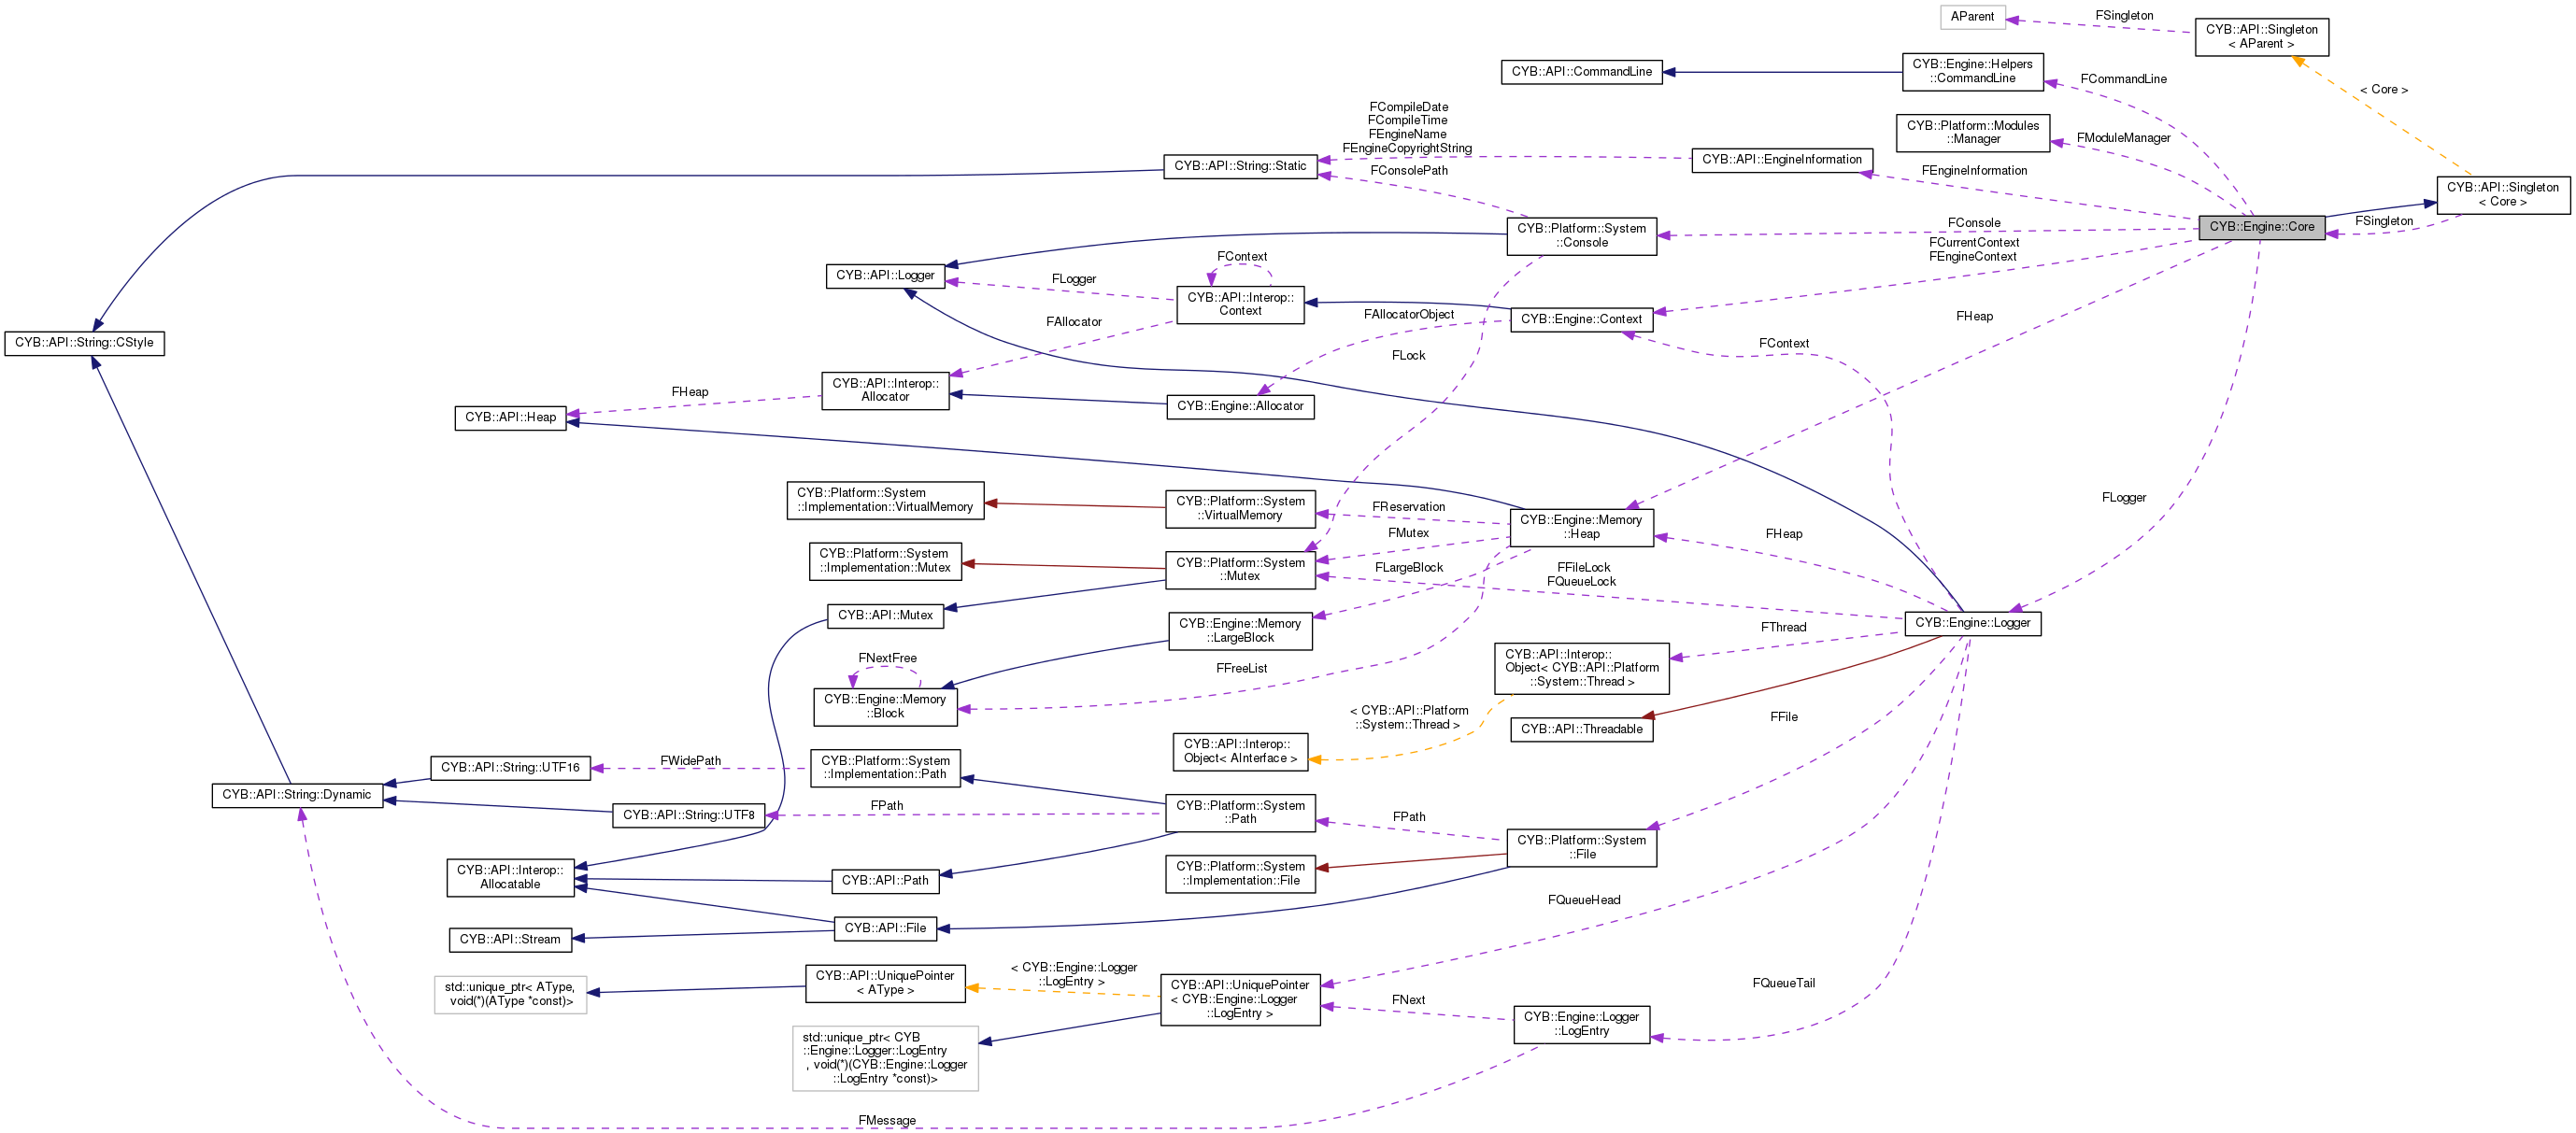 AParent
FSingleton
CYB::API::Singleton
< AParent >
CYB::API::CommandLine
CYB::Engine::Helpers
::CommandLine
FCommandLine
< Core >
FCompileDate
FCompileTime
FEngineName
FEngineCopyrightString
CYB::Platform::Modules
::Manager
FModuleManager
CYB::API::String::Static
FConsolePath
CYB::API::EngineInformation
FEngineInformation
CYB::API::Singleton
< Core >
CYB::Engine::Core
FSingleton
CYB::Platform::System
::Console
FConsole
FCurrentContext
FEngineContext
CYB::API::Logger
FContext
FLogger
CYB::API::Interop::
Context
CYB::Engine::Context
FAllocator
FAllocatorObject
FHeap
CYB::API::String::CStyle
FLock
FContext
CYB::API::Interop::
Allocator
FHeap
CYB::API::Heap
CYB::Engine::Allocator
CYB::Platform::System
::Implementation::VirtualMemory
CYB::Platform::System
::VirtualMemory
FReservation
CYB::Engine::Memory
::Heap
FLogger
FMutex
FHeap
CYB::Platform::System
::Implementation::Mutex
CYB::Platform::System
::Mutex
FLargeBlock
FFileLock
FQueueLock
CYB::API::Mutex
CYB::Engine::Memory
::LargeBlock
CYB::Engine::Logger
FThread
FNextFree
FFreeList
CYB::API::Interop::
Object< CYB::API::Platform
::System::Thread >
CYB::Engine::Memory
::Block
< CYB::API::Platform
::System::Thread >
CYB::API::Threadable
FFile
CYB::API::Interop::
Object< AInterface >
CYB::API::String::UTF16
FWidePath
CYB::Platform::System
::Implementation::Path
CYB::API::String::Dynamic
CYB::API::String::UTF8
FPath
CYB::Platform::System
::Path
FPath
CYB::Platform::System
::File
CYB::API::Interop::
Allocatable
CYB::API::Path
CYB::Platform::System
::Implementation::File
FQueueHead
CYB::API::File
CYB::API::Stream
std::unique_ptr< AType,
void(*)(AType *const)>
CYB::API::UniquePointer
< AType >
< CYB::Engine::Logger
::LogEntry >
CYB::API::UniquePointer
< CYB::Engine::Logger
::LogEntry >
FNext
FQueueTail
CYB::Engine::Logger
::LogEntry
std::unique_ptr< CYB
::Engine::Logger::LogEntry
, void(*)(CYB::Engine::Logger
::LogEntry *const)>
FMessage